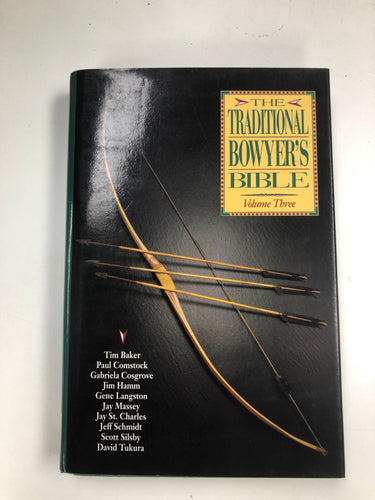 THE
TRADITIONAL
BOWYER'S
BIBLE
Volume Three
Tim Baker
Paul Comstock
Gabriela Cosgrove
Jim Hamm
Gene Langston
Jay Massey
Jay St. Charles
Jeff Schmidt
Scott Silsby
David Tukura